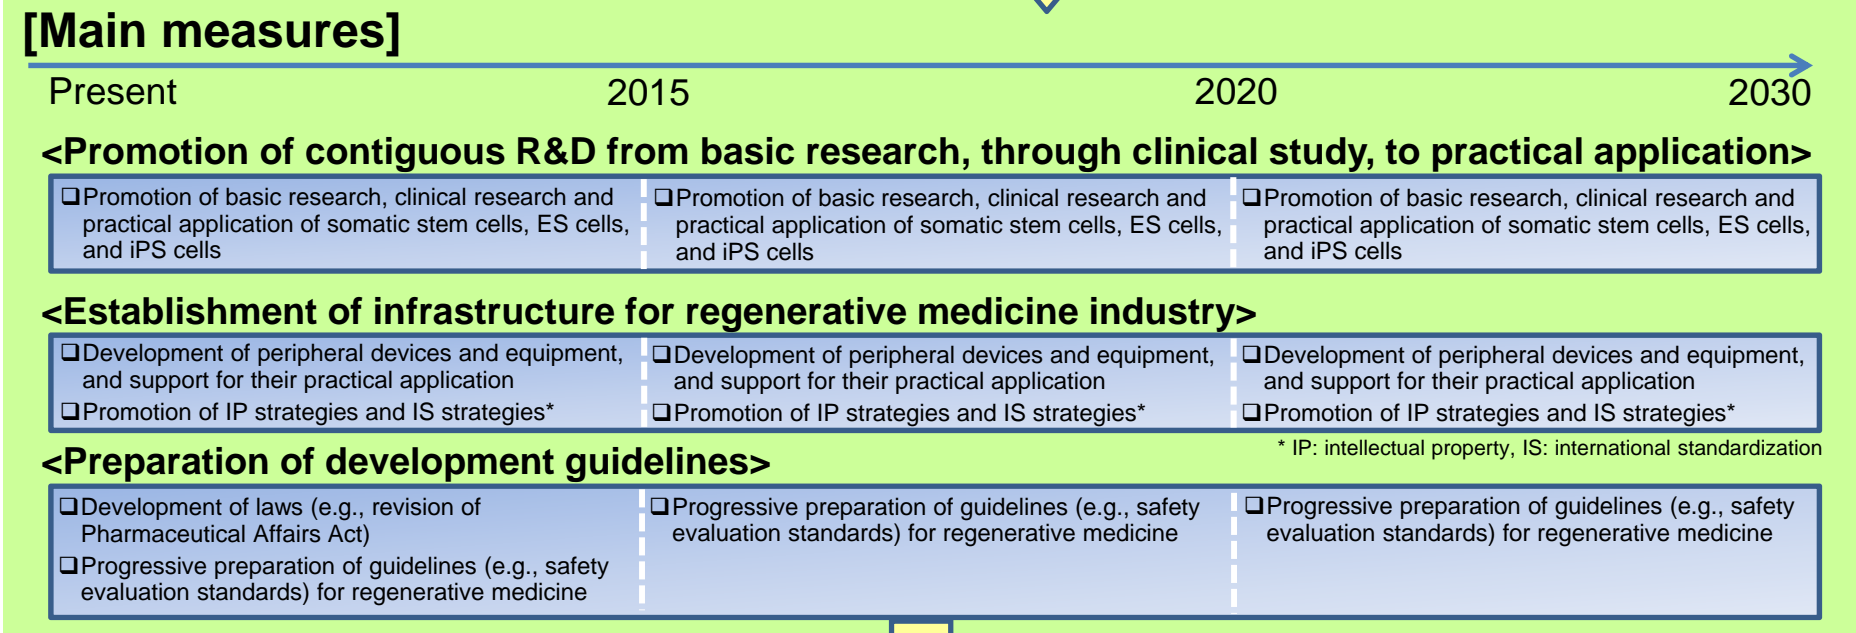 [Main measures]
Present 2015 2020 2030
<Promotion of contiguous R&D from basic research, through clinical study, to practical application>
❑Promotion of basic research, clinical research and
practical application of somatic stem cells, ES cells,
and iPS cells
❑Promotion of basic research, clinical research and
practical application of somatic stem cells, ES cells,
and iPS cells
❑Promotion of basic research, clinical research and
practical application of somatic stem cells, ES cells,
and iPS cells
<Establishment of infrastructure for regenerative medicine industry>
❑Development of peripheral devices and equipment,
and support for their practical application
❑Promotion of IP strategies and IS strategies*
❑Development of peripheral devices and equipment,
and support for their practical application
❑Promotion of IP strategies and IS strategies*
❑Development of peripheral devices and equipment,
and support for their practical application
❑Promotion of IP strategies and IS strategies*
* IP: intellectual property, IS: international standardization
<Preparation of development guidelines>
❑Development of laws (e.g., revision of
Pharmaceutical Affairs Act)
❑Progressive preparation of guidelines (e.g., safety
evaluation standards) for regenerative medicine
❑Progressive preparation of guidelines (e.g., safety
evaluation standards) for regenerative medicine
❑Progressive preparation of guidelines (e.g., safety
evaluation standards) for regenerative medicine